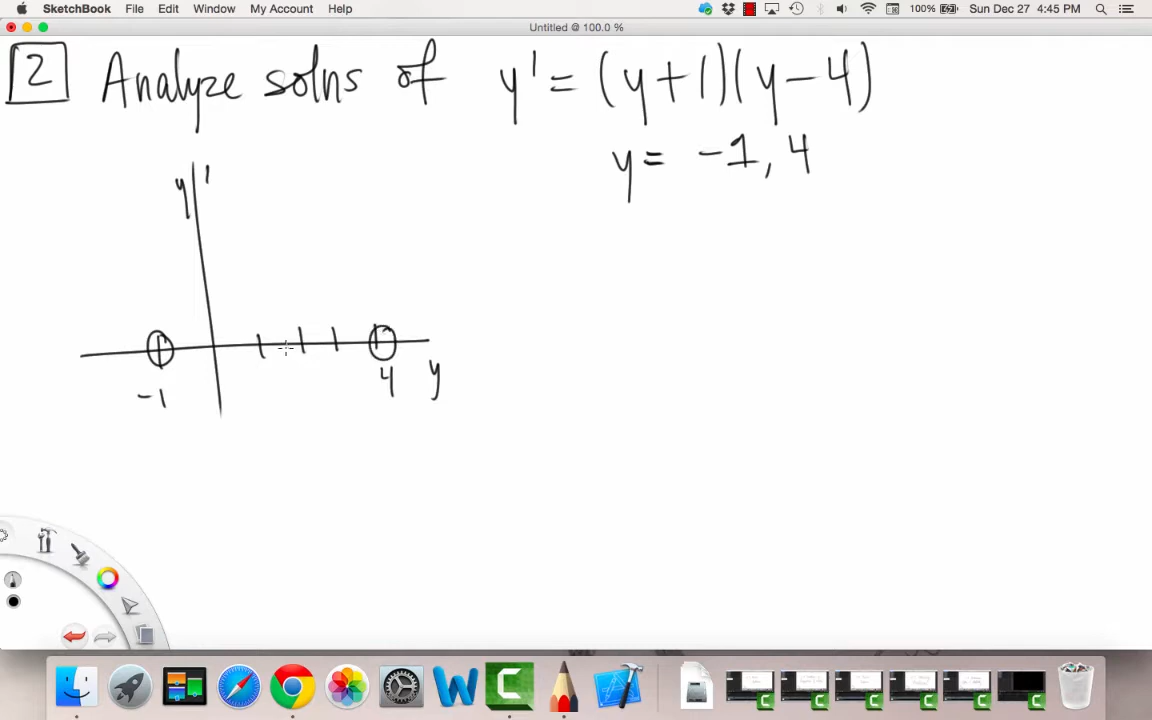 SketchBook File Edit Window My Account Help 100% Sun Dec 27 4:45 PM
Untitled @ 100.0 %
2 Analyze solns of y' = (y+1)(y-4)
y = -1, 4
y'
-1 4 y